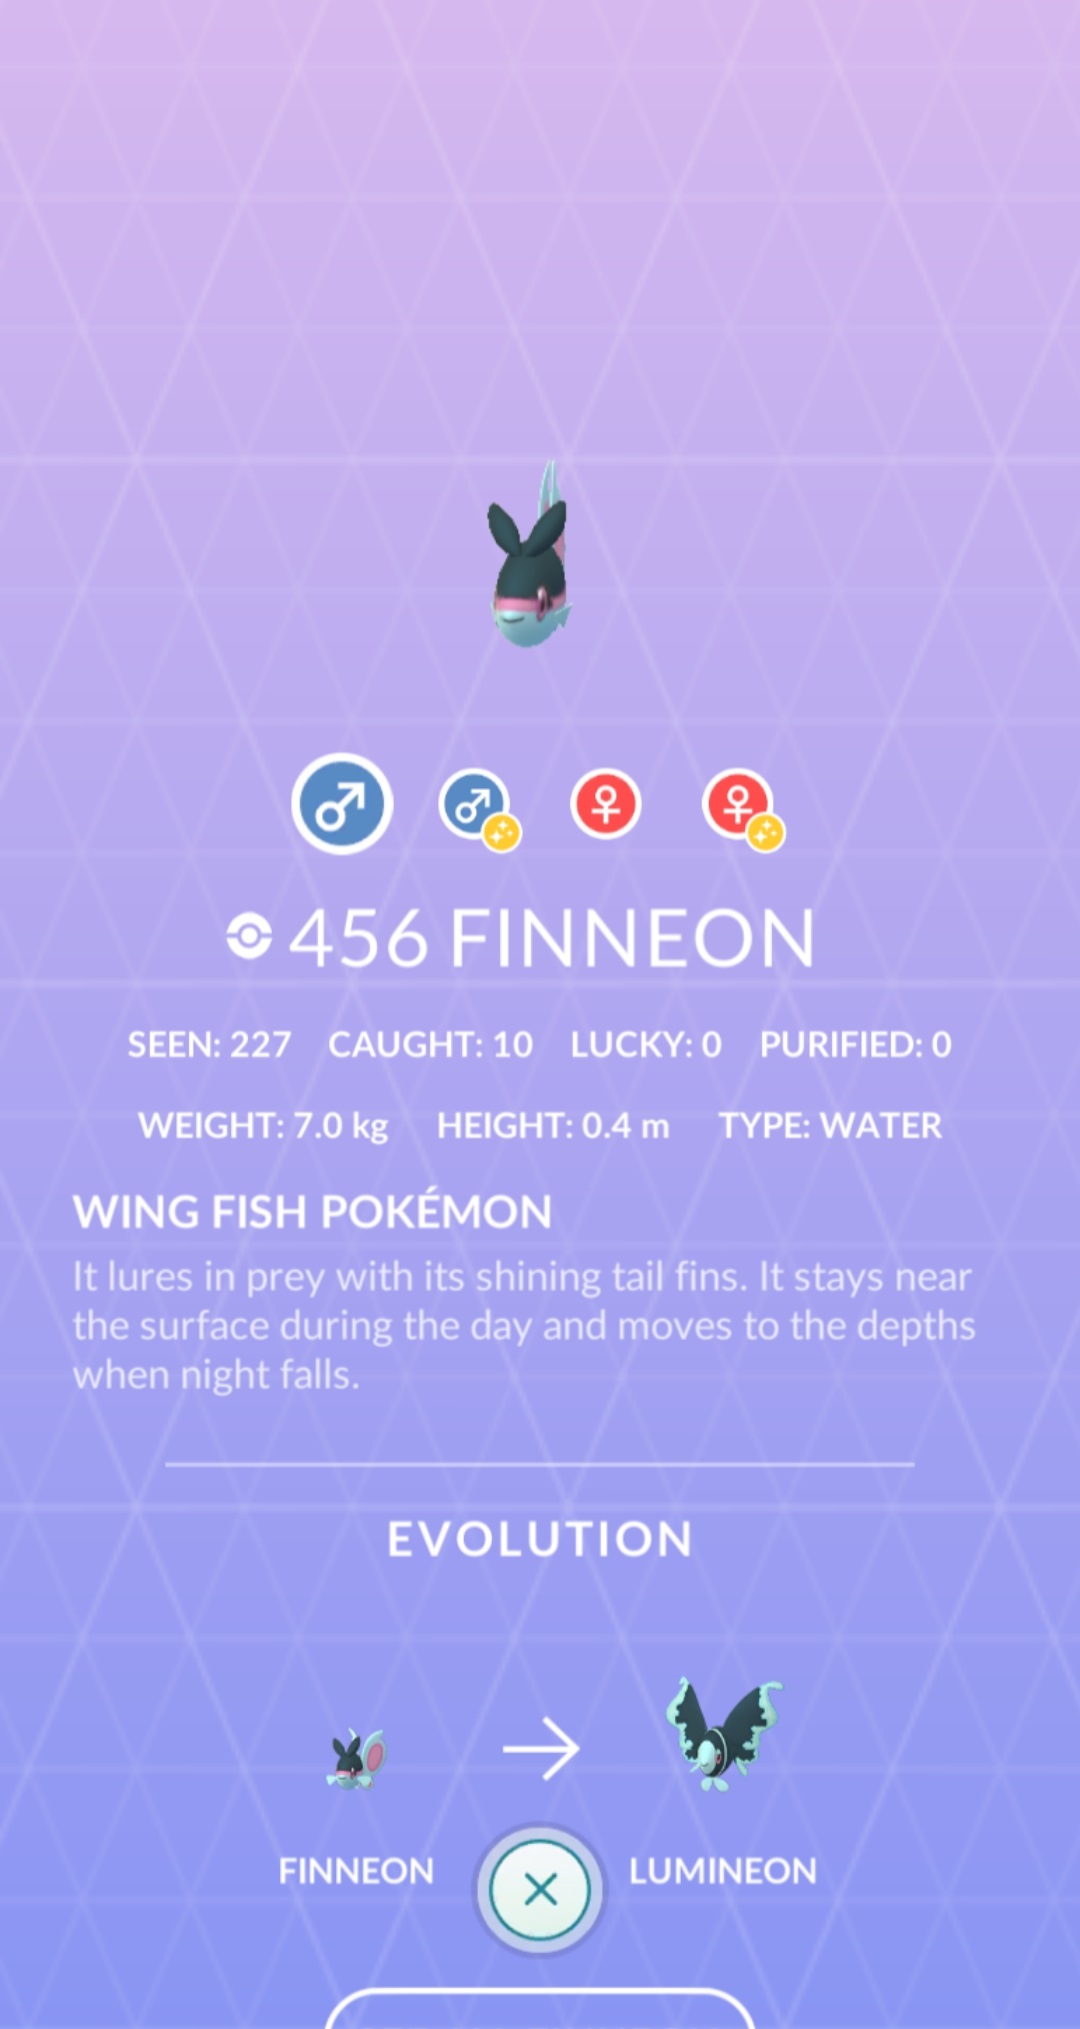 456 FINNEON
SEEN: 227 CAUGHT: 10 LUCKY: 0 PURIFIED: 0
WEIGHT: 7.0 kg HEIGHT: 0.4 m TYPE: WATER
WING FISH POKÉMON
It lures in prey with its shining tail fins. It stays near
the surface during the day and moves to the depths
when night falls.
EVOLUTION
FINNEON LUMINEON